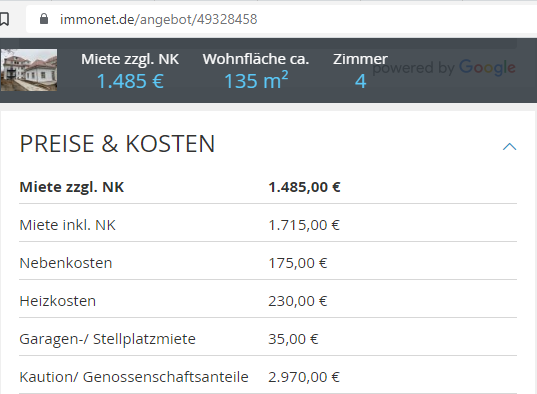 immonet.de/angebot/49328458
Miete zzgl. NK Wohnfläche ca. Zimmer
1.485 € 135 m² 4
powered by Google
PREISE & KOSTEN
Miete zzgl. NK 1.485,00 €
Miete inkl. NK 1.715,00 €
Nebenkosten 175,00 €
Heizkosten 230,00 €
Garagen-/ Stellplatzmiete 35,00 €
Kaution/ Genossenschaftsanteile 2.970,00 €